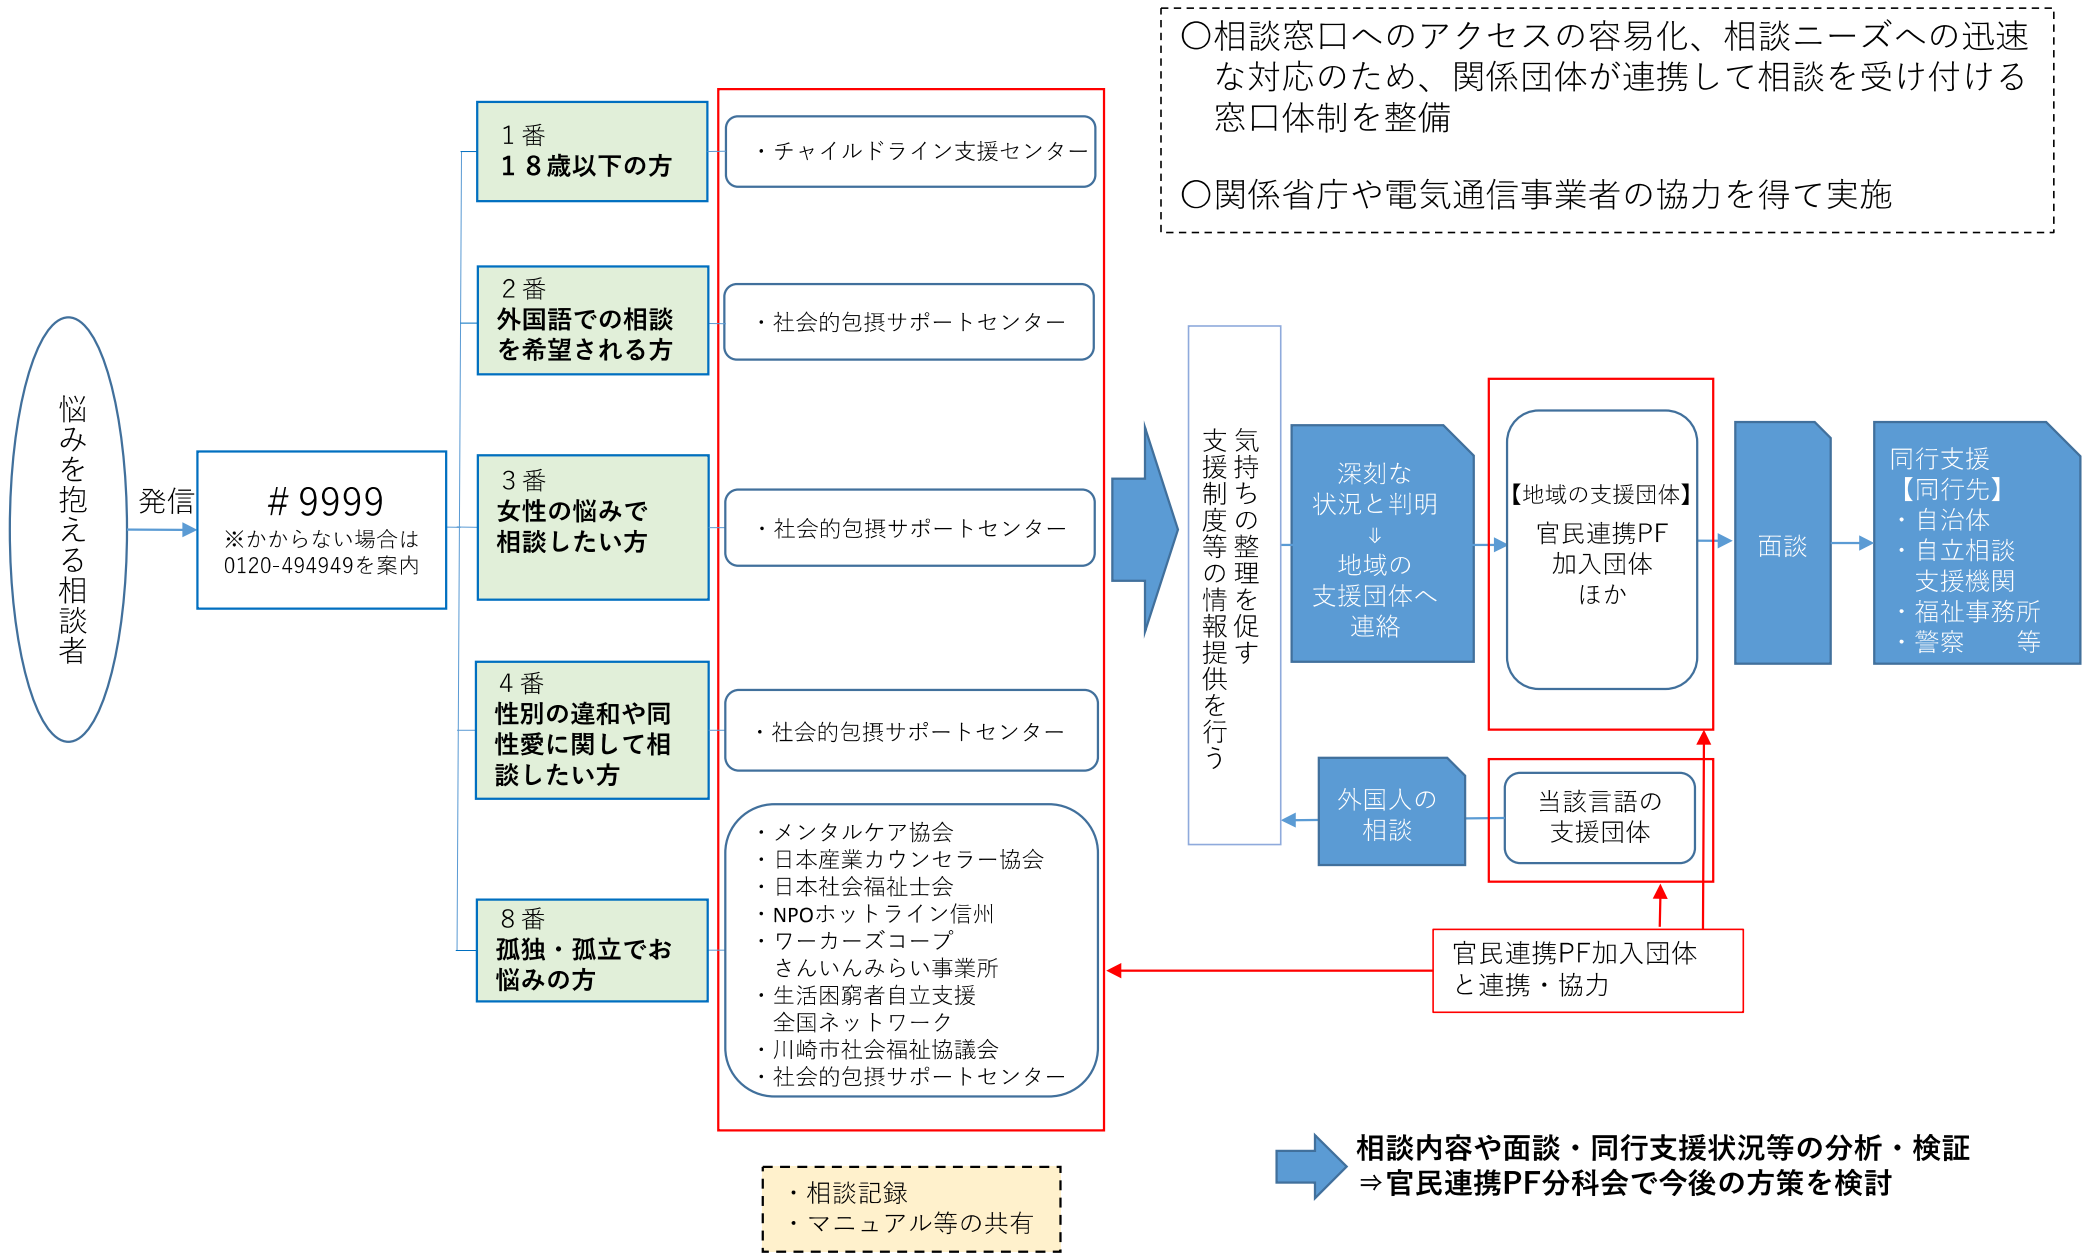 〇相談窓口へのアクセスの容易化、相談ニーズへの迅速
な対応のため、関係団体が連携して相談を受け付ける
窓口体制を整備
〇関係省庁や電気通信事業者の協力を得て実施
悩みを抱える相談者
発信
＃9999
※かからない場合は
0120-494949を案内
１番
１８歳以下の方
・チャイルドライン支援センター
２番
外国語での相談
を希望される方
・社会的包摂サポートセンター
３番
女性の悩みで
相談したい方
・社会的包摂サポートセンター
４番
性別の違和や同
性愛に関して相
談したい方
・社会的包摂サポートセンター
８番
孤独・孤立でお
悩みの方
・メンタルケア協会
・日本産業カウンセラー協会
・日本社会福祉士会
・NPOホットライン信州
・ワーカーズコープ
さんいんみらい事業所
・生活困窮者自立支援
全国ネットワーク
・川崎市社会福祉協議会
・社会的包摂サポートセンター
気持ちの整理を促す
支援制度等の情報提供を行う
深刻な
状況と判明
⇓
地域の
支援団体へ
連絡
【地域の支援団体】
官民連携PF
加入団体
ほか
面談
同行支援
【同行先】
・自治体
・自立相談
支援機関
・福祉事務所
・警察　　等
外国人の
相談
当該言語の
支援団体
官民連携PF加入団体
と連携・協力
相談内容や面談・同行支援状況等の分析・検証
⇒官民連携PF分科会で今後の方策を検討
・相談記録
・マニュアル等の共有